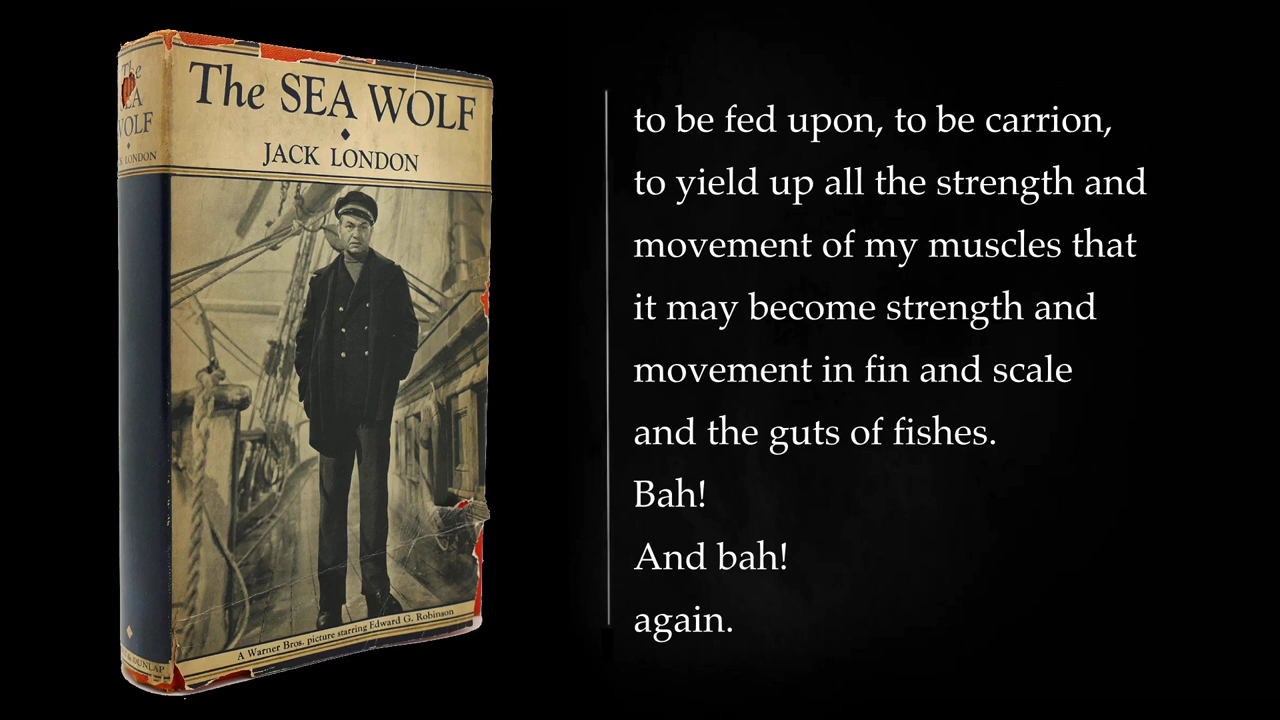 The SEA WOLF
JACK LONDON
A Warner Bros. picture starring Edward G. Robinson
The
WOLF
LONDON
DUNLAP
to be fed upon, to be carrion,
to yield up all the strength and
movement of my muscles that
it may become strength and
movement in fin and scale
and the guts of fishes.
Bah!
And bah!
again.